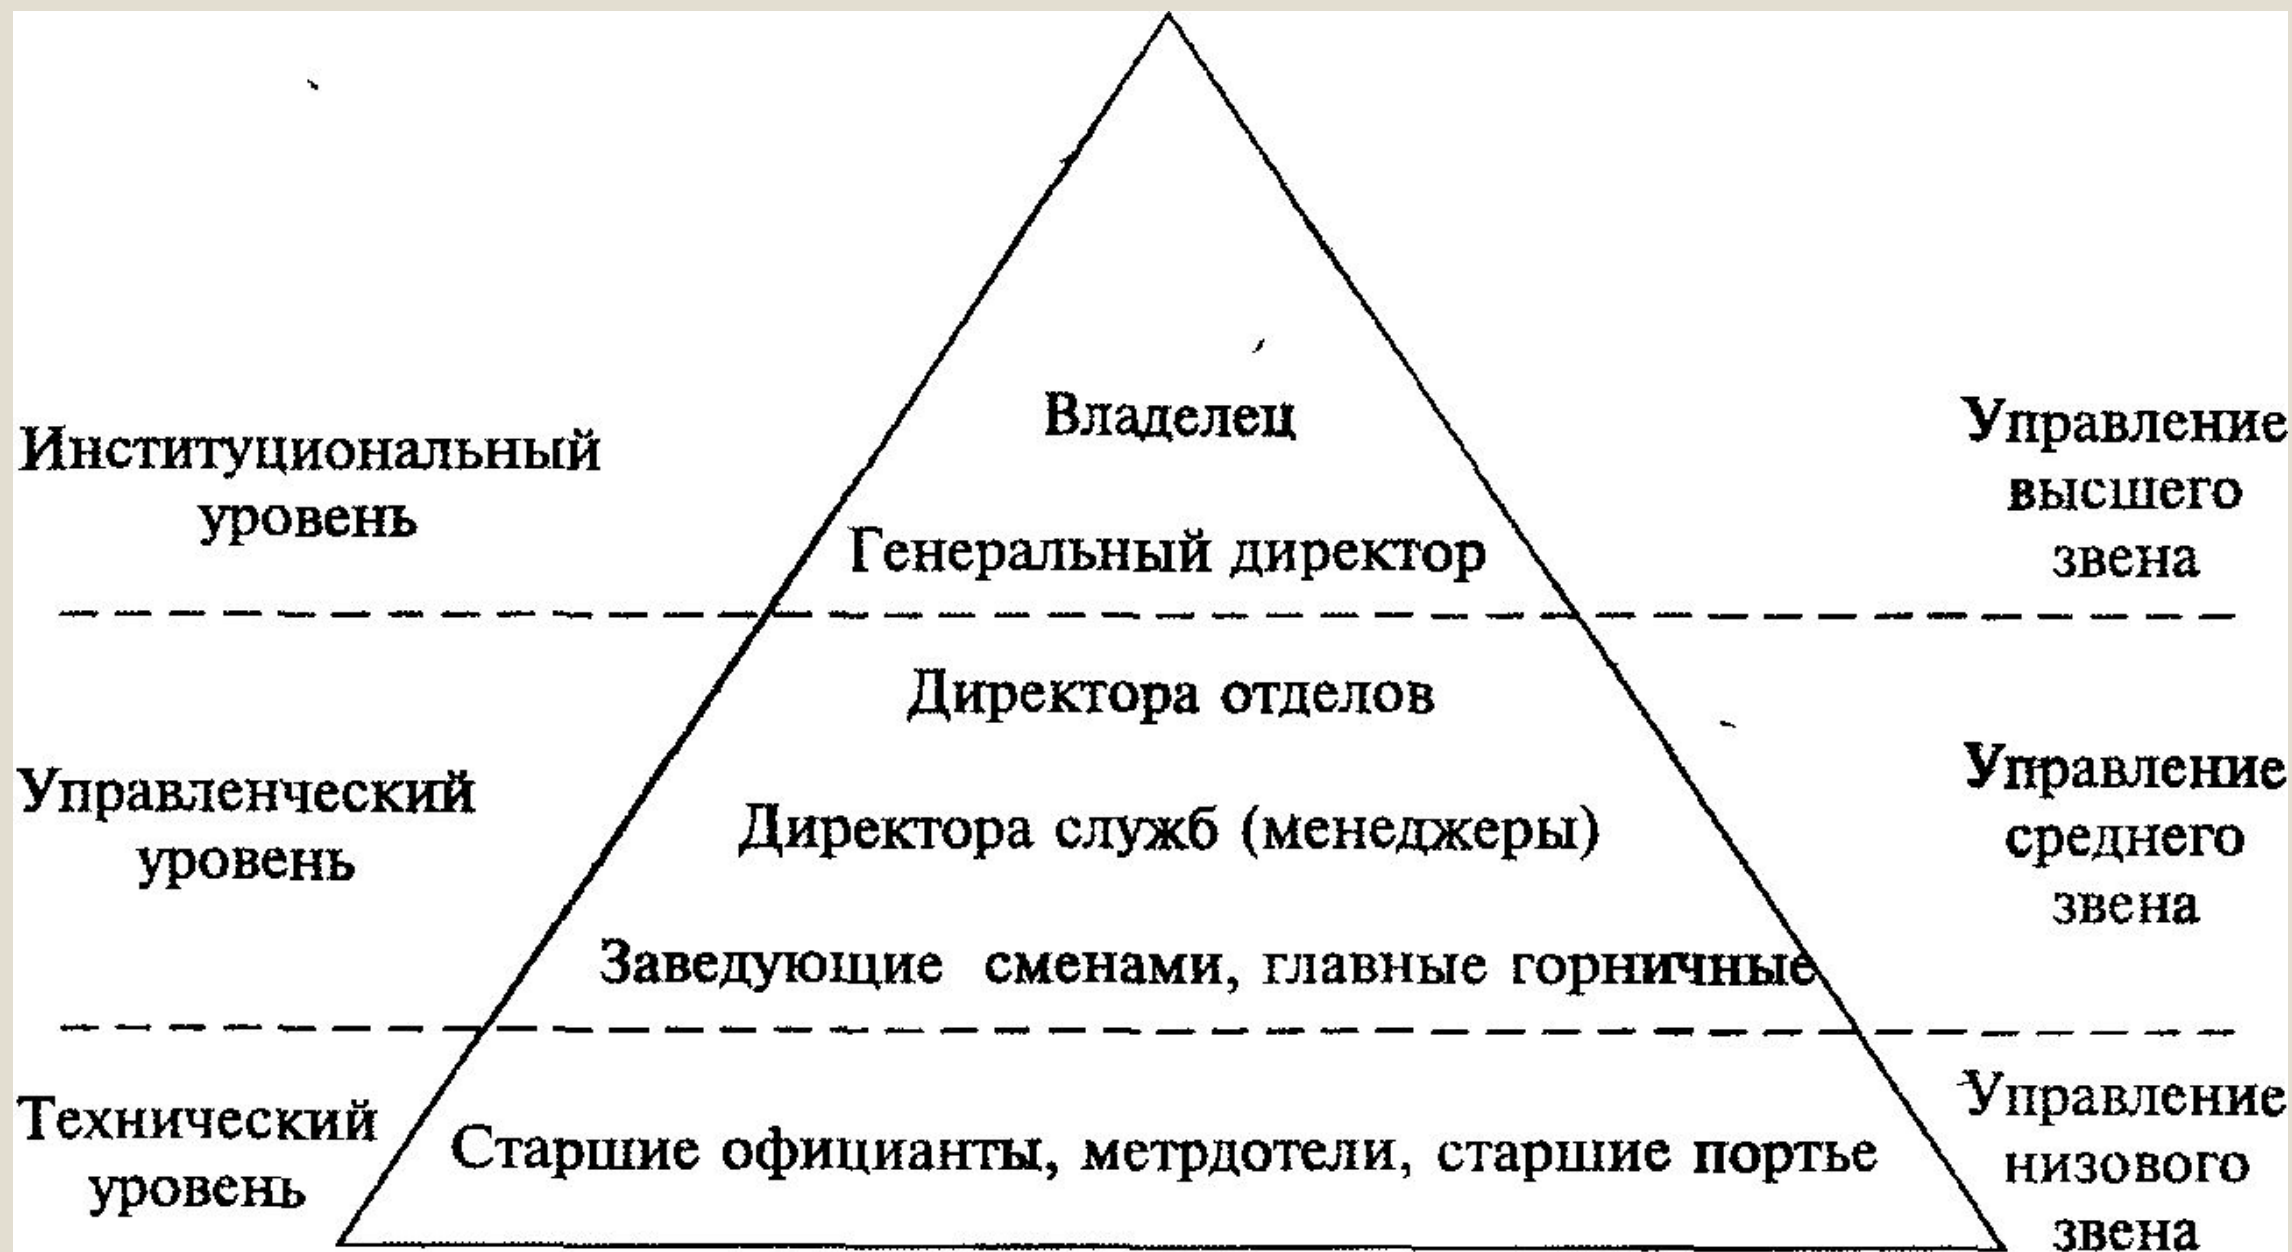 Владелец
Институциональный
уровень
Генеральный директор
Управление
высшего
звена
Директора отделов
Управленческий
уровень
Директора служб (менеджеры)
Управление
среднего
звена
Заведующие сменами, главные горничные
Технический
уровень
Старшие официанты, метрдотели, старшие портье
Управление
низового
звена